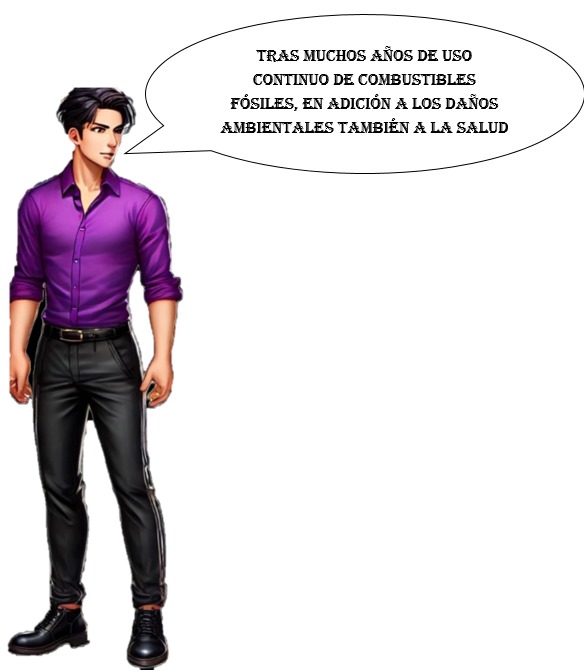 TRAS MUCHOS AÑOS DE USO
CONTINUO DE COMBUSTIBLES
FÓSILES, EN ADICIÓN A LOS DAÑOS
AMBIENTALES TAMBIÉN A LA SALUD